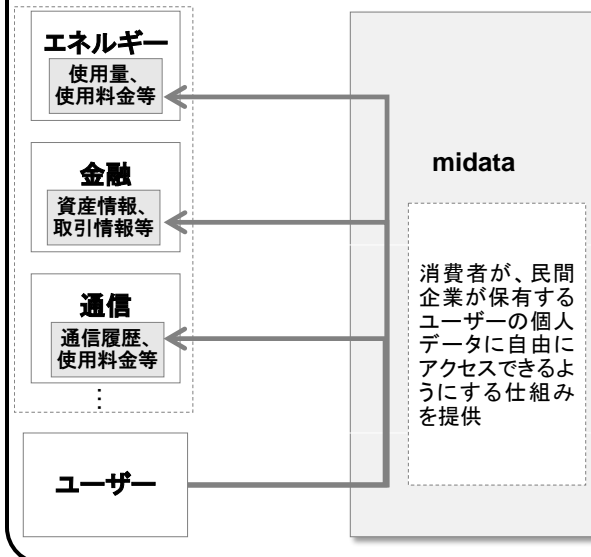 エネルギー
使用量、
使用料金等
金融
資産情報、
取引情報等
通信
通信履歴、
使用料金等
…
ユーザー
midata
消費者が、民間
企業が保有する
ユーザーの個人
データに自由に
アクセスできるよ
うにする仕組み
を提供